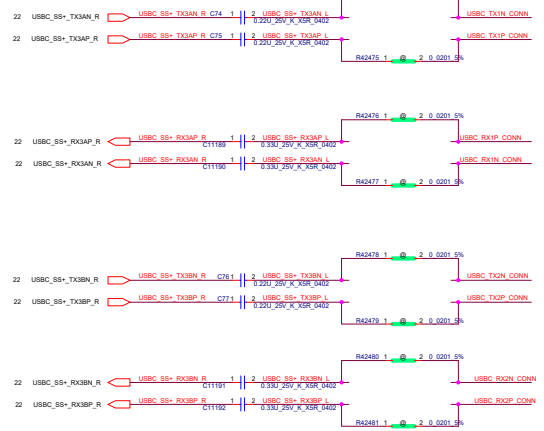 22 USBC_SS+_TX3AN_R USBC_SS+_TX3AN_R C74 1 2 USBC_SS+_TX3AN_L USBC_TX1N_CONN
0.22U_25V_K_X5R_0402
22 USBC_SS+_TX3AP_R USBC_SS+_TX3AP_R C75 1 2 USBC_SS+_TX3AP_L USBC_TX1P_CONN
0.22U_25V_K_X5R_0402
R42475 1 @ 2 0_0201_5%
R42476 1 @ 2 0_0201_5%
22 USBC_SS+_RX3AP_R USBC_SS+_RX3AP_R 1 2 USBC_SS+_RX3AP_L USBC_RX1P_CONN
C11189 0.33U_25V_K_X5R_0402
22 USBC_SS+_RX3AN_R USBC_SS+_RX3AN_R 1 2 USBC_SS+_RX3AN_L USBC_RX1N_CONN
C11190 0.33U_25V_K_X5R_0402
R42477 1 @ 2 0_0201_5%
R42478 1 @ 2 0_0201_5%
22 USBC_SS+_TX3BN_R USBC_SS+_TX3BN_R C76 1 2 USBC_SS+_TX3BN_L USBC_TX2N_CONN
0.22U_25V_K_X5R_0402
22 USBC_SS+_TX3BP_R USBC_SS+_TX3BP_R C77 1 2 USBC_SS+_TX3BP_L USBC_TX2P_CONN
0.22U_25V_K_X5R_0402
R42479 1 @ 2 0_0201_5%
R42480 1 @ 2 0_0201_5%
22 USBC_SS+_RX3BN_R USBC_SS+_RX3BN_R 1 2 USBC_SS+_RX3BN_L USBC_RX2N_CONN
C11191 0.33U_25V_K_X5R_0402
22 USBC_SS+_RX3BP_R USBC_SS+_RX3BP_R 1 2 USBC_SS+_RX3BP_L USBC_RX2P_CONN
C11192 0.33U_25V_K_X5R_0402
R42481 1 @ 2 0_0201_5%